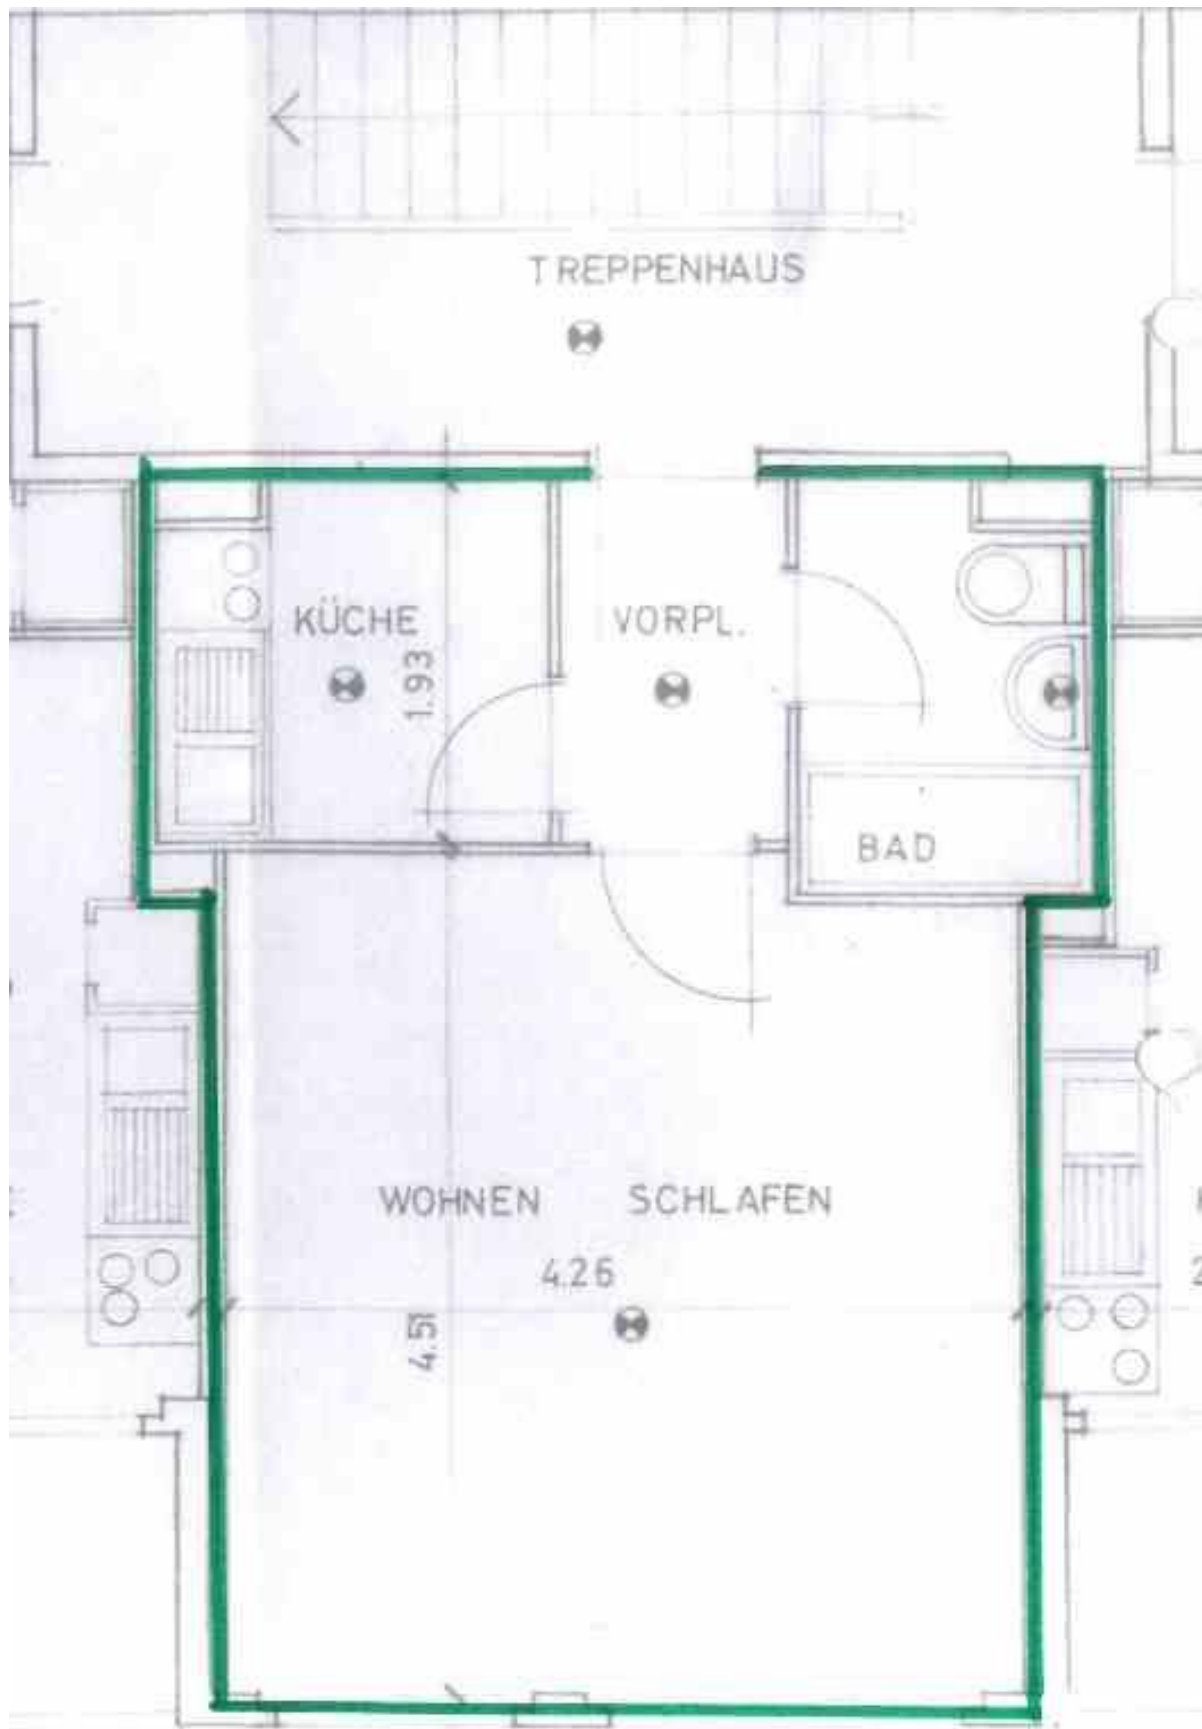 TREPPENHAUS
KÜCHE
VORPL.
1.93
BAD
WOHNEN SCHLAFEN
4.26
4.51